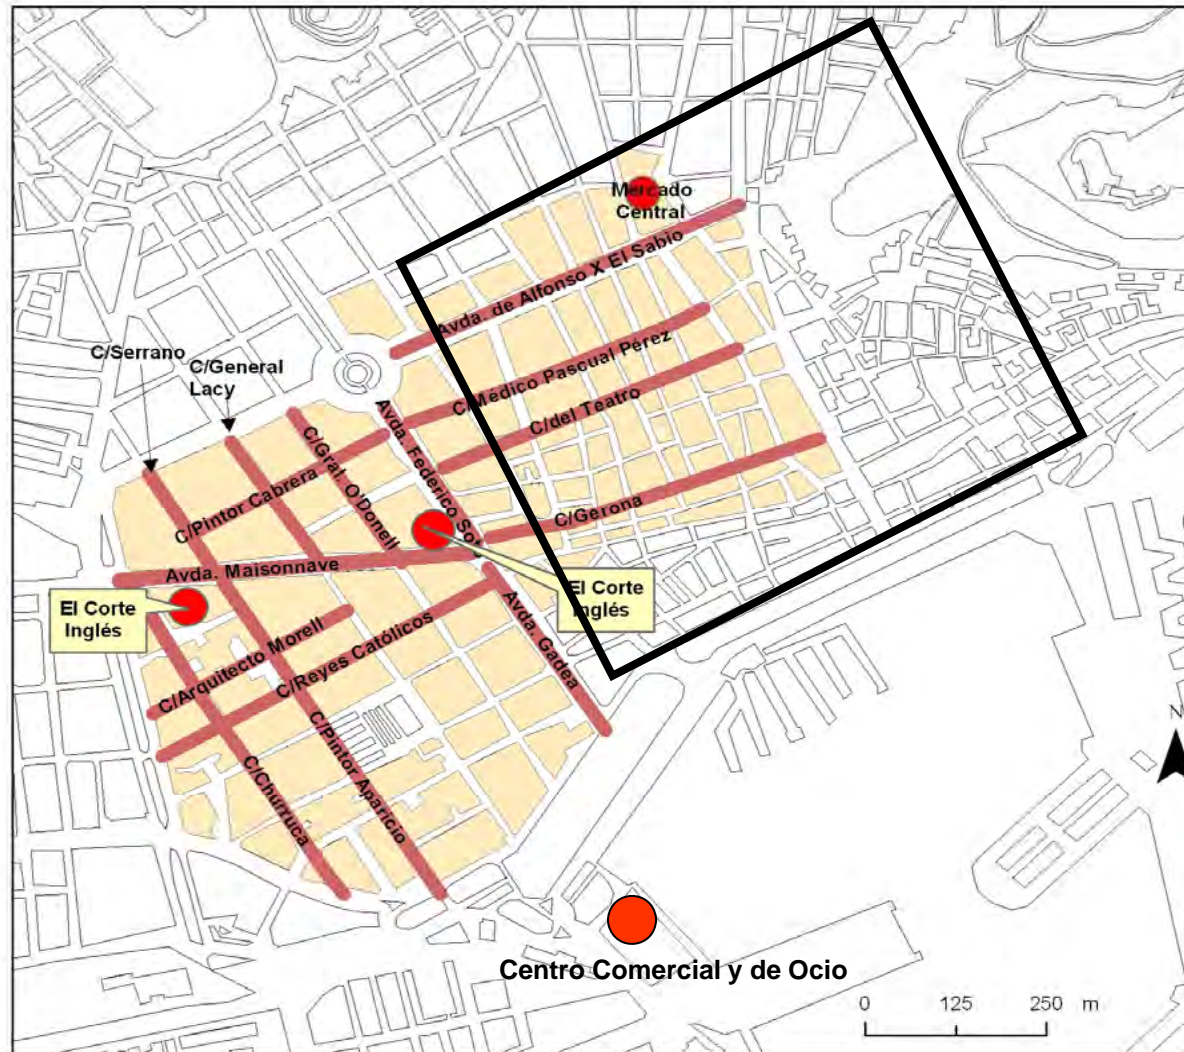 Mercado
Central
Avda. de Alfonso X El Sabio
C/Serrano
C/General
Lacy
C/Médico Pascual Pérez
C/del Teatro
Avda. Federico Soto
C/Gral. O'Donell
C/Pintor Cabrera
C/Gerona
Avda. Maisonnave
El Corte
Inglés
El Corte
Inglés
Avda. Gadea
C/Arquitecto Morell
C/Reyes Católicos
C/Pintor Aparicio
C/Churruca
N
Centro Comercial y de Ocio
0 125 250 m